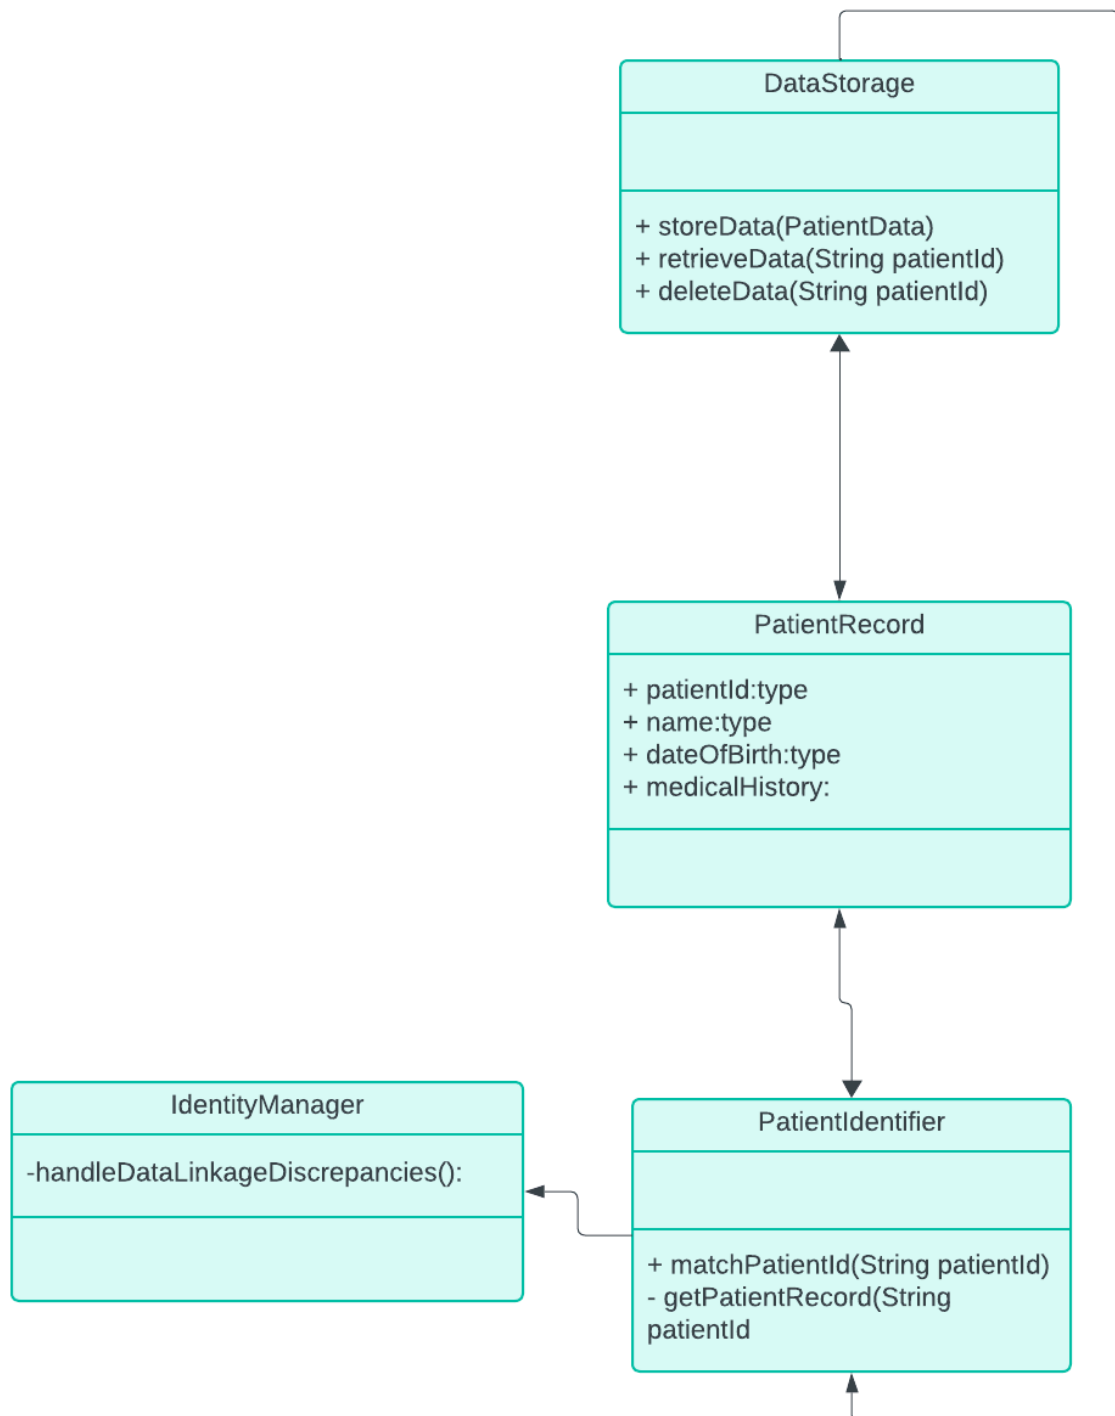 DataStorage
+ storeData(PatientData)
+ retrieveData(String patientId)
+ deleteData(String patientId)
PatientRecord
+ patientId:type
+ name:type
+ dateOfBirth:type
+ medicalHistory:
IdentityManager
-handleDataLinkageDiscrepancies():
PatientIdentifier
+ matchPatientId(String patientId)
- getPatientRecord(String
patientId